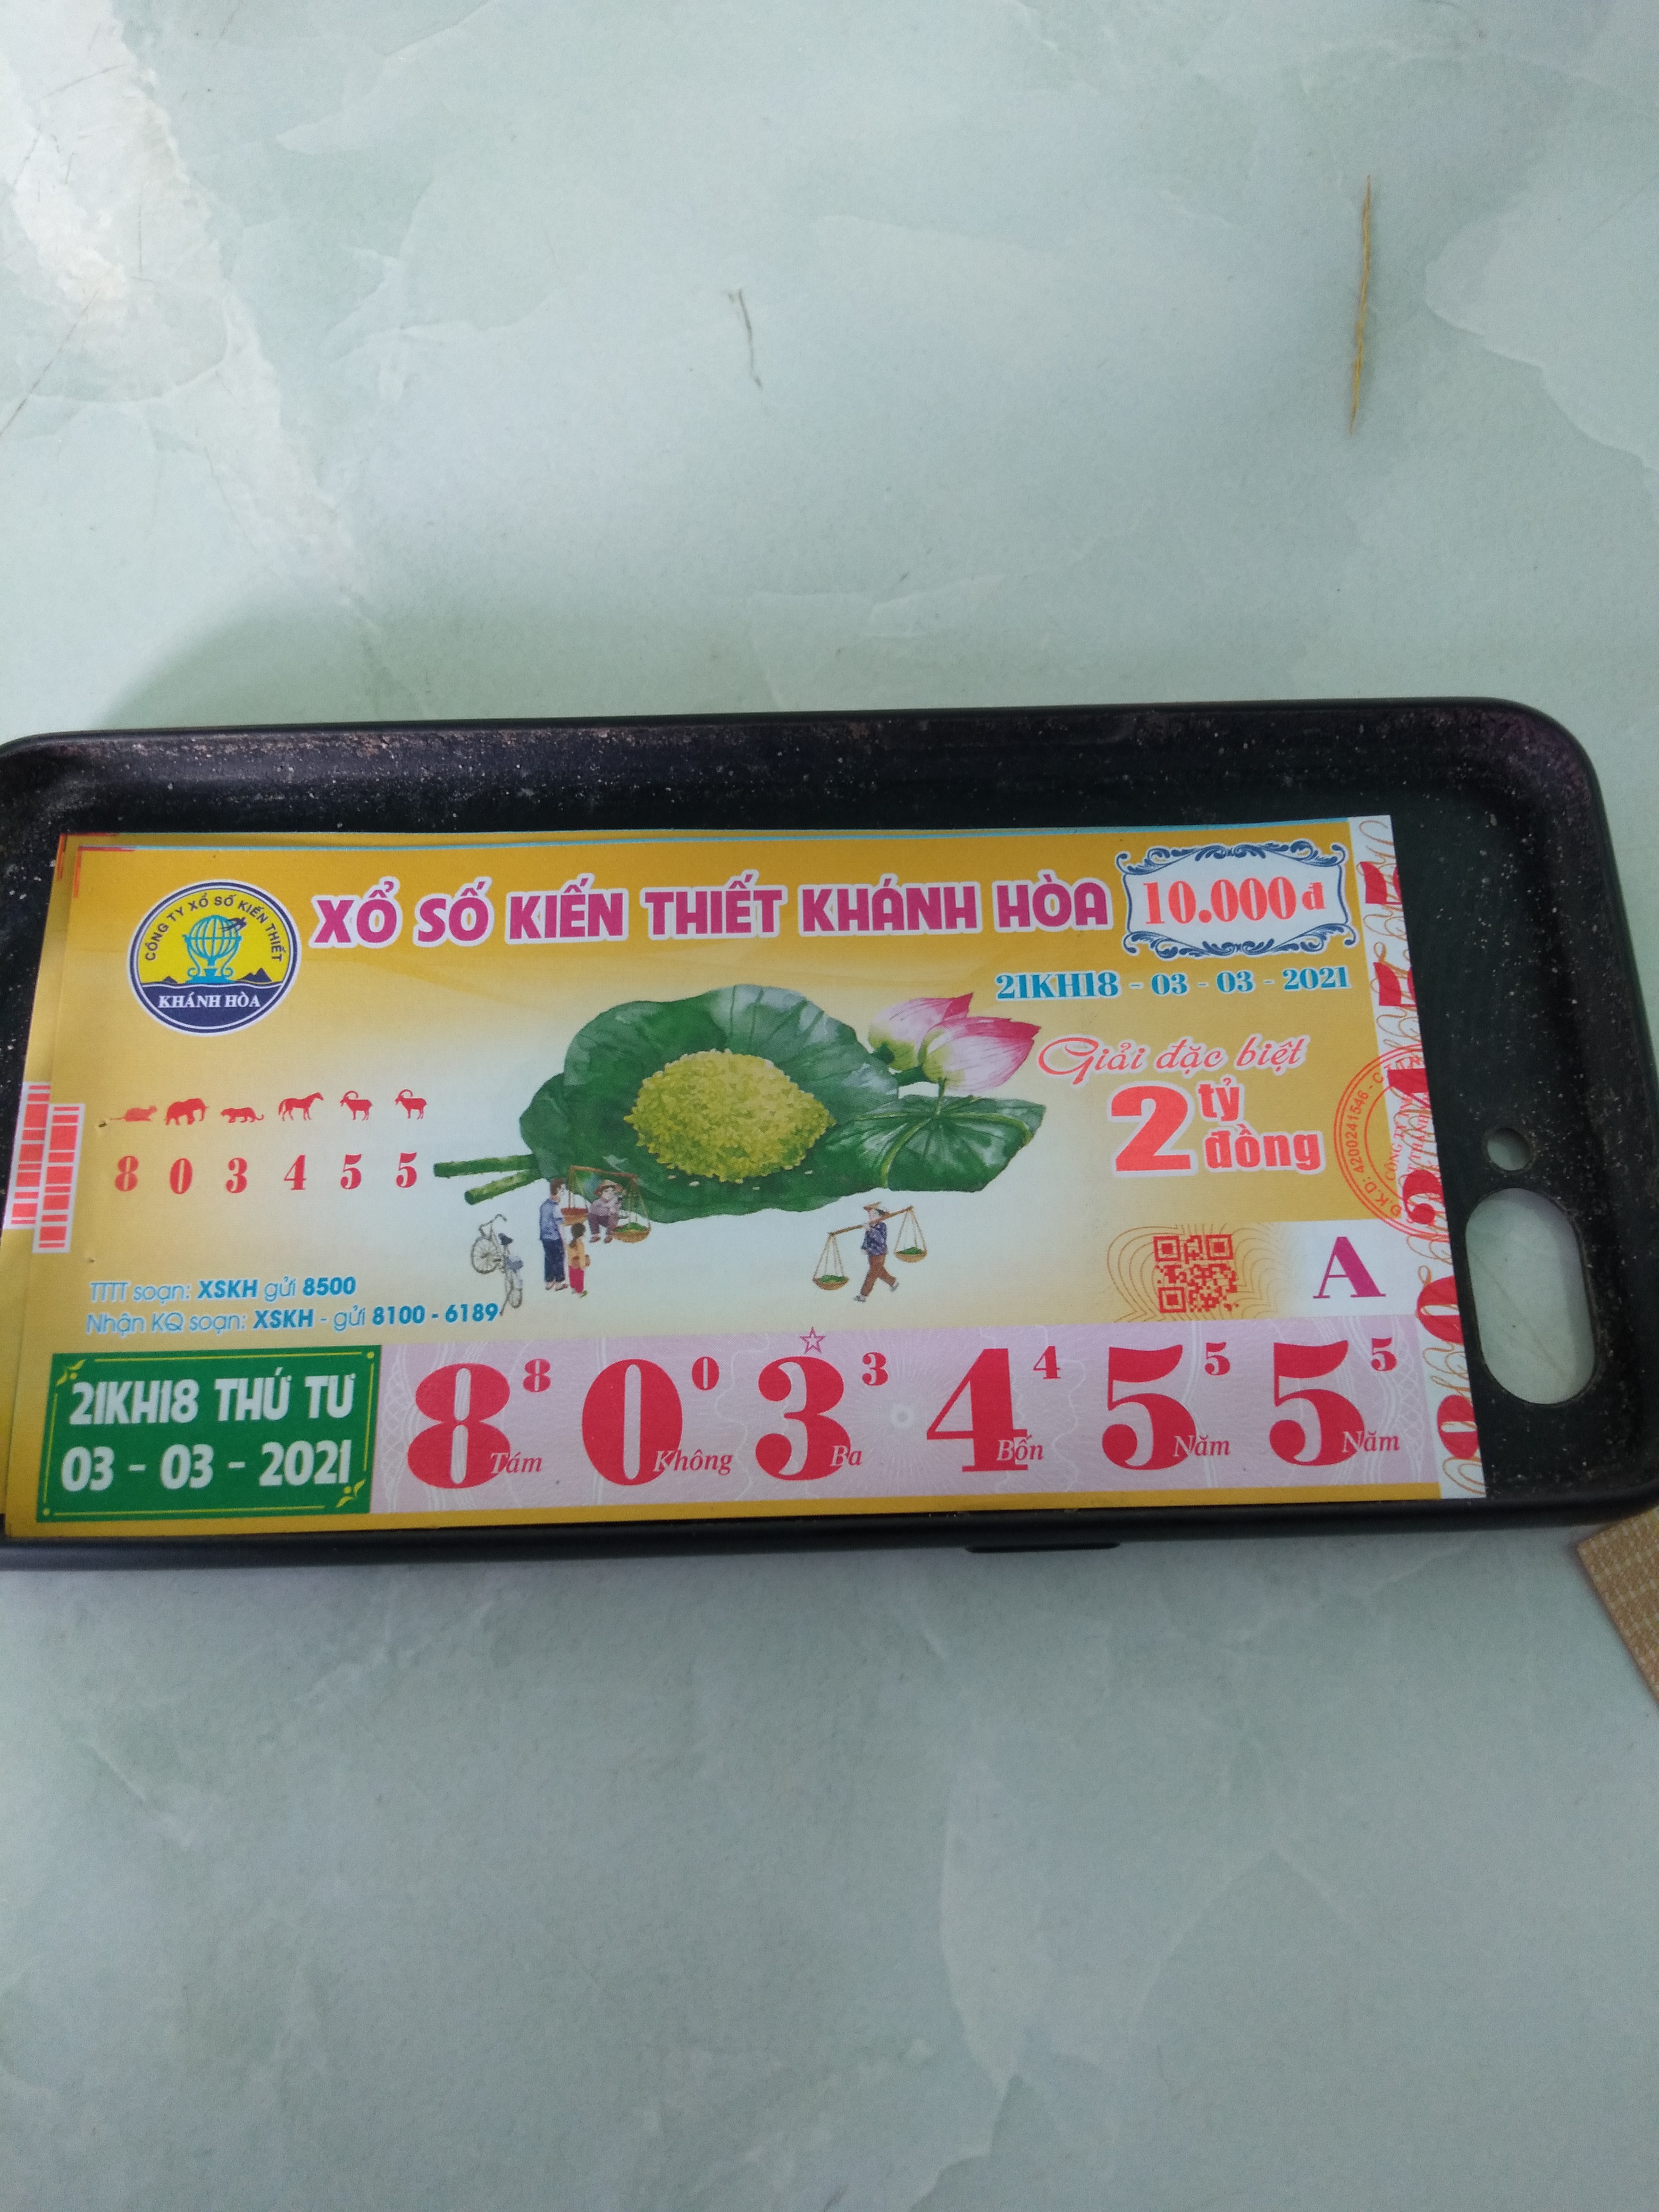 CÔNG TY XỔ SỐ KIẾN THIẾT
KHÁNH HÒA
XỔ SỐ KIẾN THIẾT KHÁNH HÒA
10.000đ
21KH18 - 03 - 03 - 2021
Giải đặc biệt
2 tỷ đồng
8 0 3 4 5 5
Đ.K.D: 4200241546 - C
A
TTTT soạn: XSKH gửi 8500
Nhận KQ soạn: XSKH - gửi 8100 - 6189
21KH18 THỨ TƯ
03 - 03 - 2021
8 8 0 0 3 3 4 4 5 5 5 5
Tám Không Ba Bốn Năm Năm